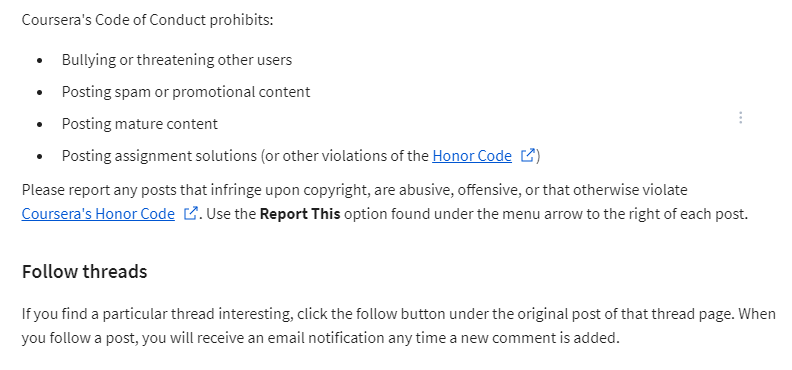 Coursera's Code of Conduct prohibits:
• Bullying or threatening other users
• Posting spam or promotional content
• Posting mature content
• Posting assignment solutions (or other violations of the Honor Code)
Please report any posts that infringe upon copyright, are abusive, offensive, or that otherwise violate
Coursera's Honor Code. Use the Report This option found under the menu arrow to the right of each post.
Follow threads
If you find a particular thread interesting, click the follow button under the original post of that thread page. When
you follow a post, you will receive an email notification any time a new comment is added.